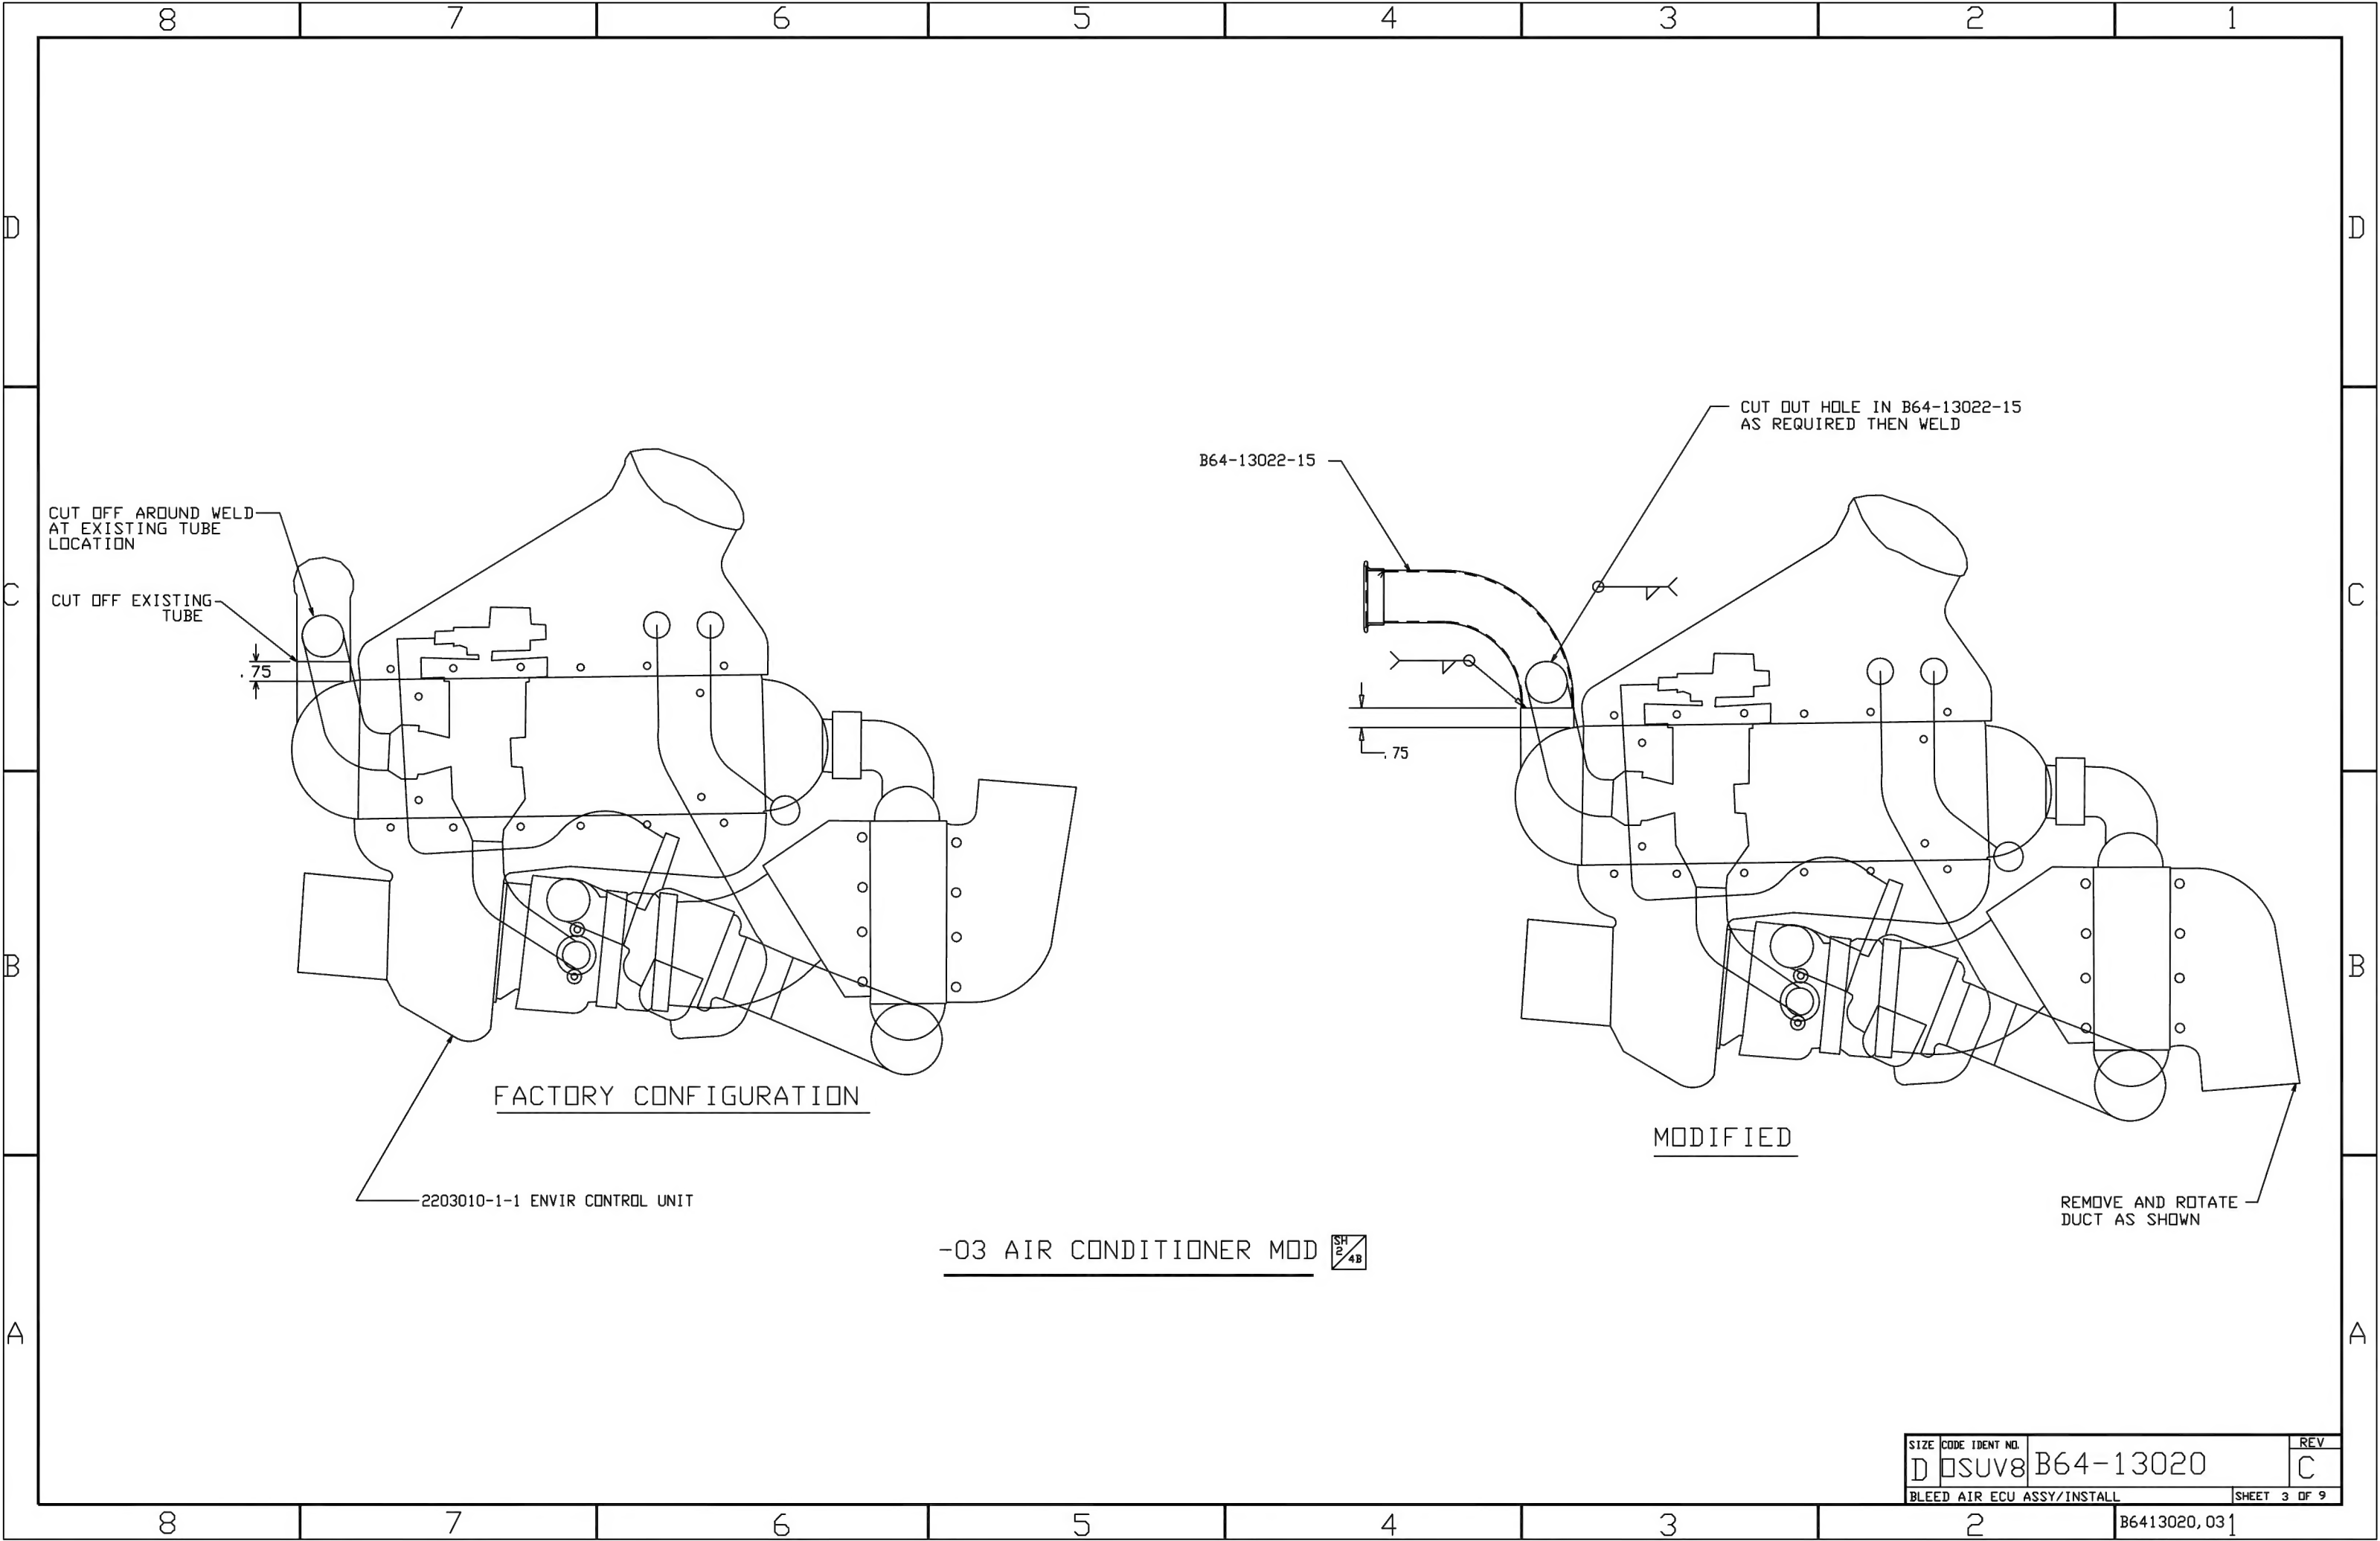 8 7 6 5 4 3 2 1
D D
CUT OUT HOLE IN B64-13022-15
AS REQUIRED THEN WELD
B64-13022-15
CUT OFF AROUND WELD
AT EXISTING TUBE
LOCATION
C C
CUT OFF EXISTING
TUBE
.75
.75
B B
FACTORY CONFIGURATION
MODIFIED
2203010-1-1 ENVIR CONTROL UNIT
REMOVE AND ROTATE
DUCT AS SHOWN
-03 AIR CONDITIONER MOD
SH
2
4B
A A
SIZE CODE IDENT NO. REV
D OSUV8 B64-13020 C
BLEED AIR ECU ASSY/INSTALL SHEET 3 OF 9
8 7 6 5 4 3 2 B6413020,03 1